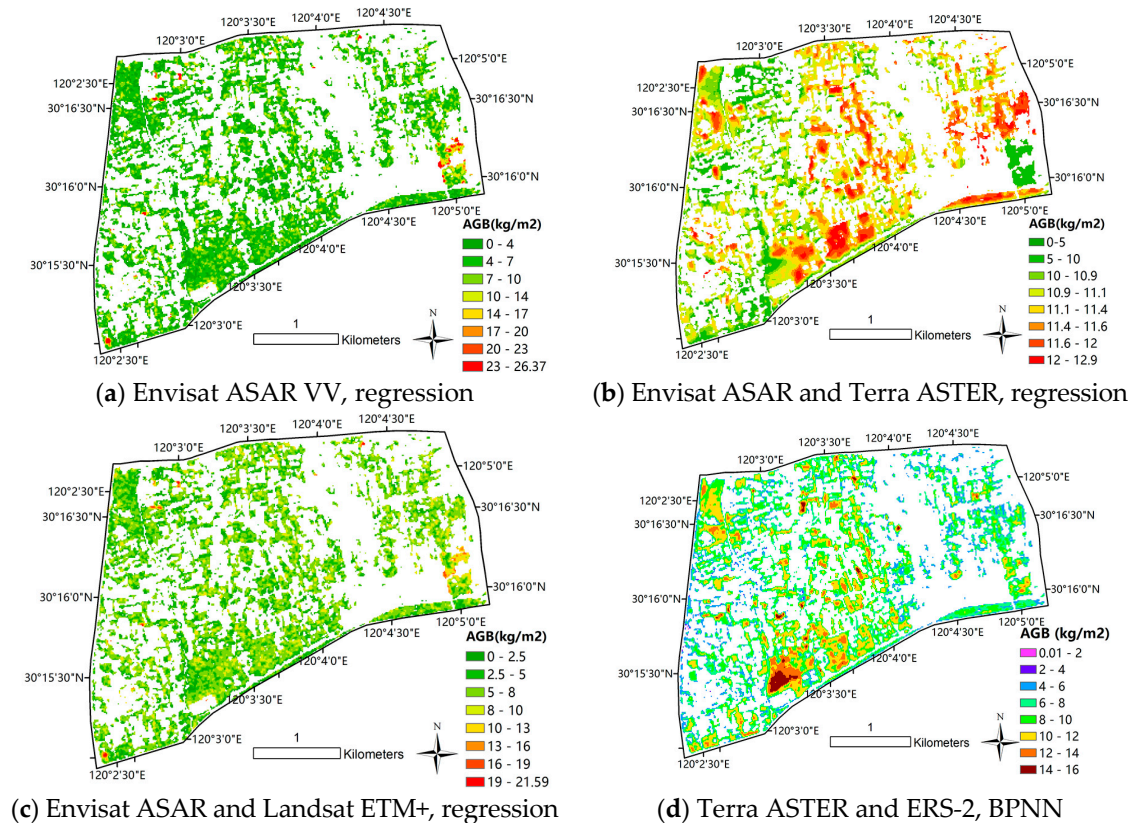 120°4'30"E
120°4'0"E
120°3'0"E
120°2'30"E
30°16'30"N
30°16'0"N
30°15'30"N
120°5'0"E
30°16'30"N
30°16'0"N
120°5'0"E
120°4'30"E
120°4'0"E
120°3'30"E
120°3'0"E
120°2'30"E
AGB(kg/m2)
0 - 4
4 - 7
7 - 10
10 - 14
14 - 17
17 - 20
20 - 23
23 - 26.37
1
Kilometers
N
(a) Envisat ASAR VV, regression
120°4'30"E
120°4'0"E
120°3'30"E
120°3'0"E
120°2'30"E
30°16'30"N
30°16'0"N
30°15'30"N
120°5'0"E
30°16'30"N
30°16'0"N
120°5'0"E
120°4'30"E
120°4'0"E
120°3'30"E
120°3'0"E
120°2'30"E
AGB(kg/m2)
0-5
5 - 10
10 - 10.9
10.9 - 11.1
11.1 - 11.4
11.4 - 11.6
11.6 - 12
12 - 12.9
1
Kilometers
N
(b) Envisat ASAR and Terra ASTER, regression
120°4'30"E
120°4'0"E
120°3'0"E
120°2'30"E
30°16'30"N
30°16'0"N
30°15'30"N
120°5'0"E
30°16'30"N
30°16'0"N
120°5'0"E
120°4'30"E
120°4'0"E
120°3'30"E
120°3'0"E
120°2'30"E
AGB(kg/m2)
0 - 2.5
2.5 - 5
5 - 8
8 - 10
10 - 13
13 - 16
16 - 19
19 - 21.59
1
Kilometers
N
(c) Envisat ASAR and Landsat ETM+, regression
120°4'30"E
120°4'0"E
120°3'30"E
120°3'0"E
120°2'30"E
30°16'30"N
30°16'0"N
30°15'30"N
120°5'0"E
30°16'30"N
30°16'0"N
120°5'0"E
120°4'30"E
120°4'0"E
120°3'30"E
120°3'0"E
120°2'30"E
AGB(kg/m2)
0.01 - 2
2 - 4
4 - 6
6 - 8
8 - 10
10 - 12
12 - 14
14 - 16
1
Kilometers
N
(d) Terra ASTER and ERS-2, BPNN